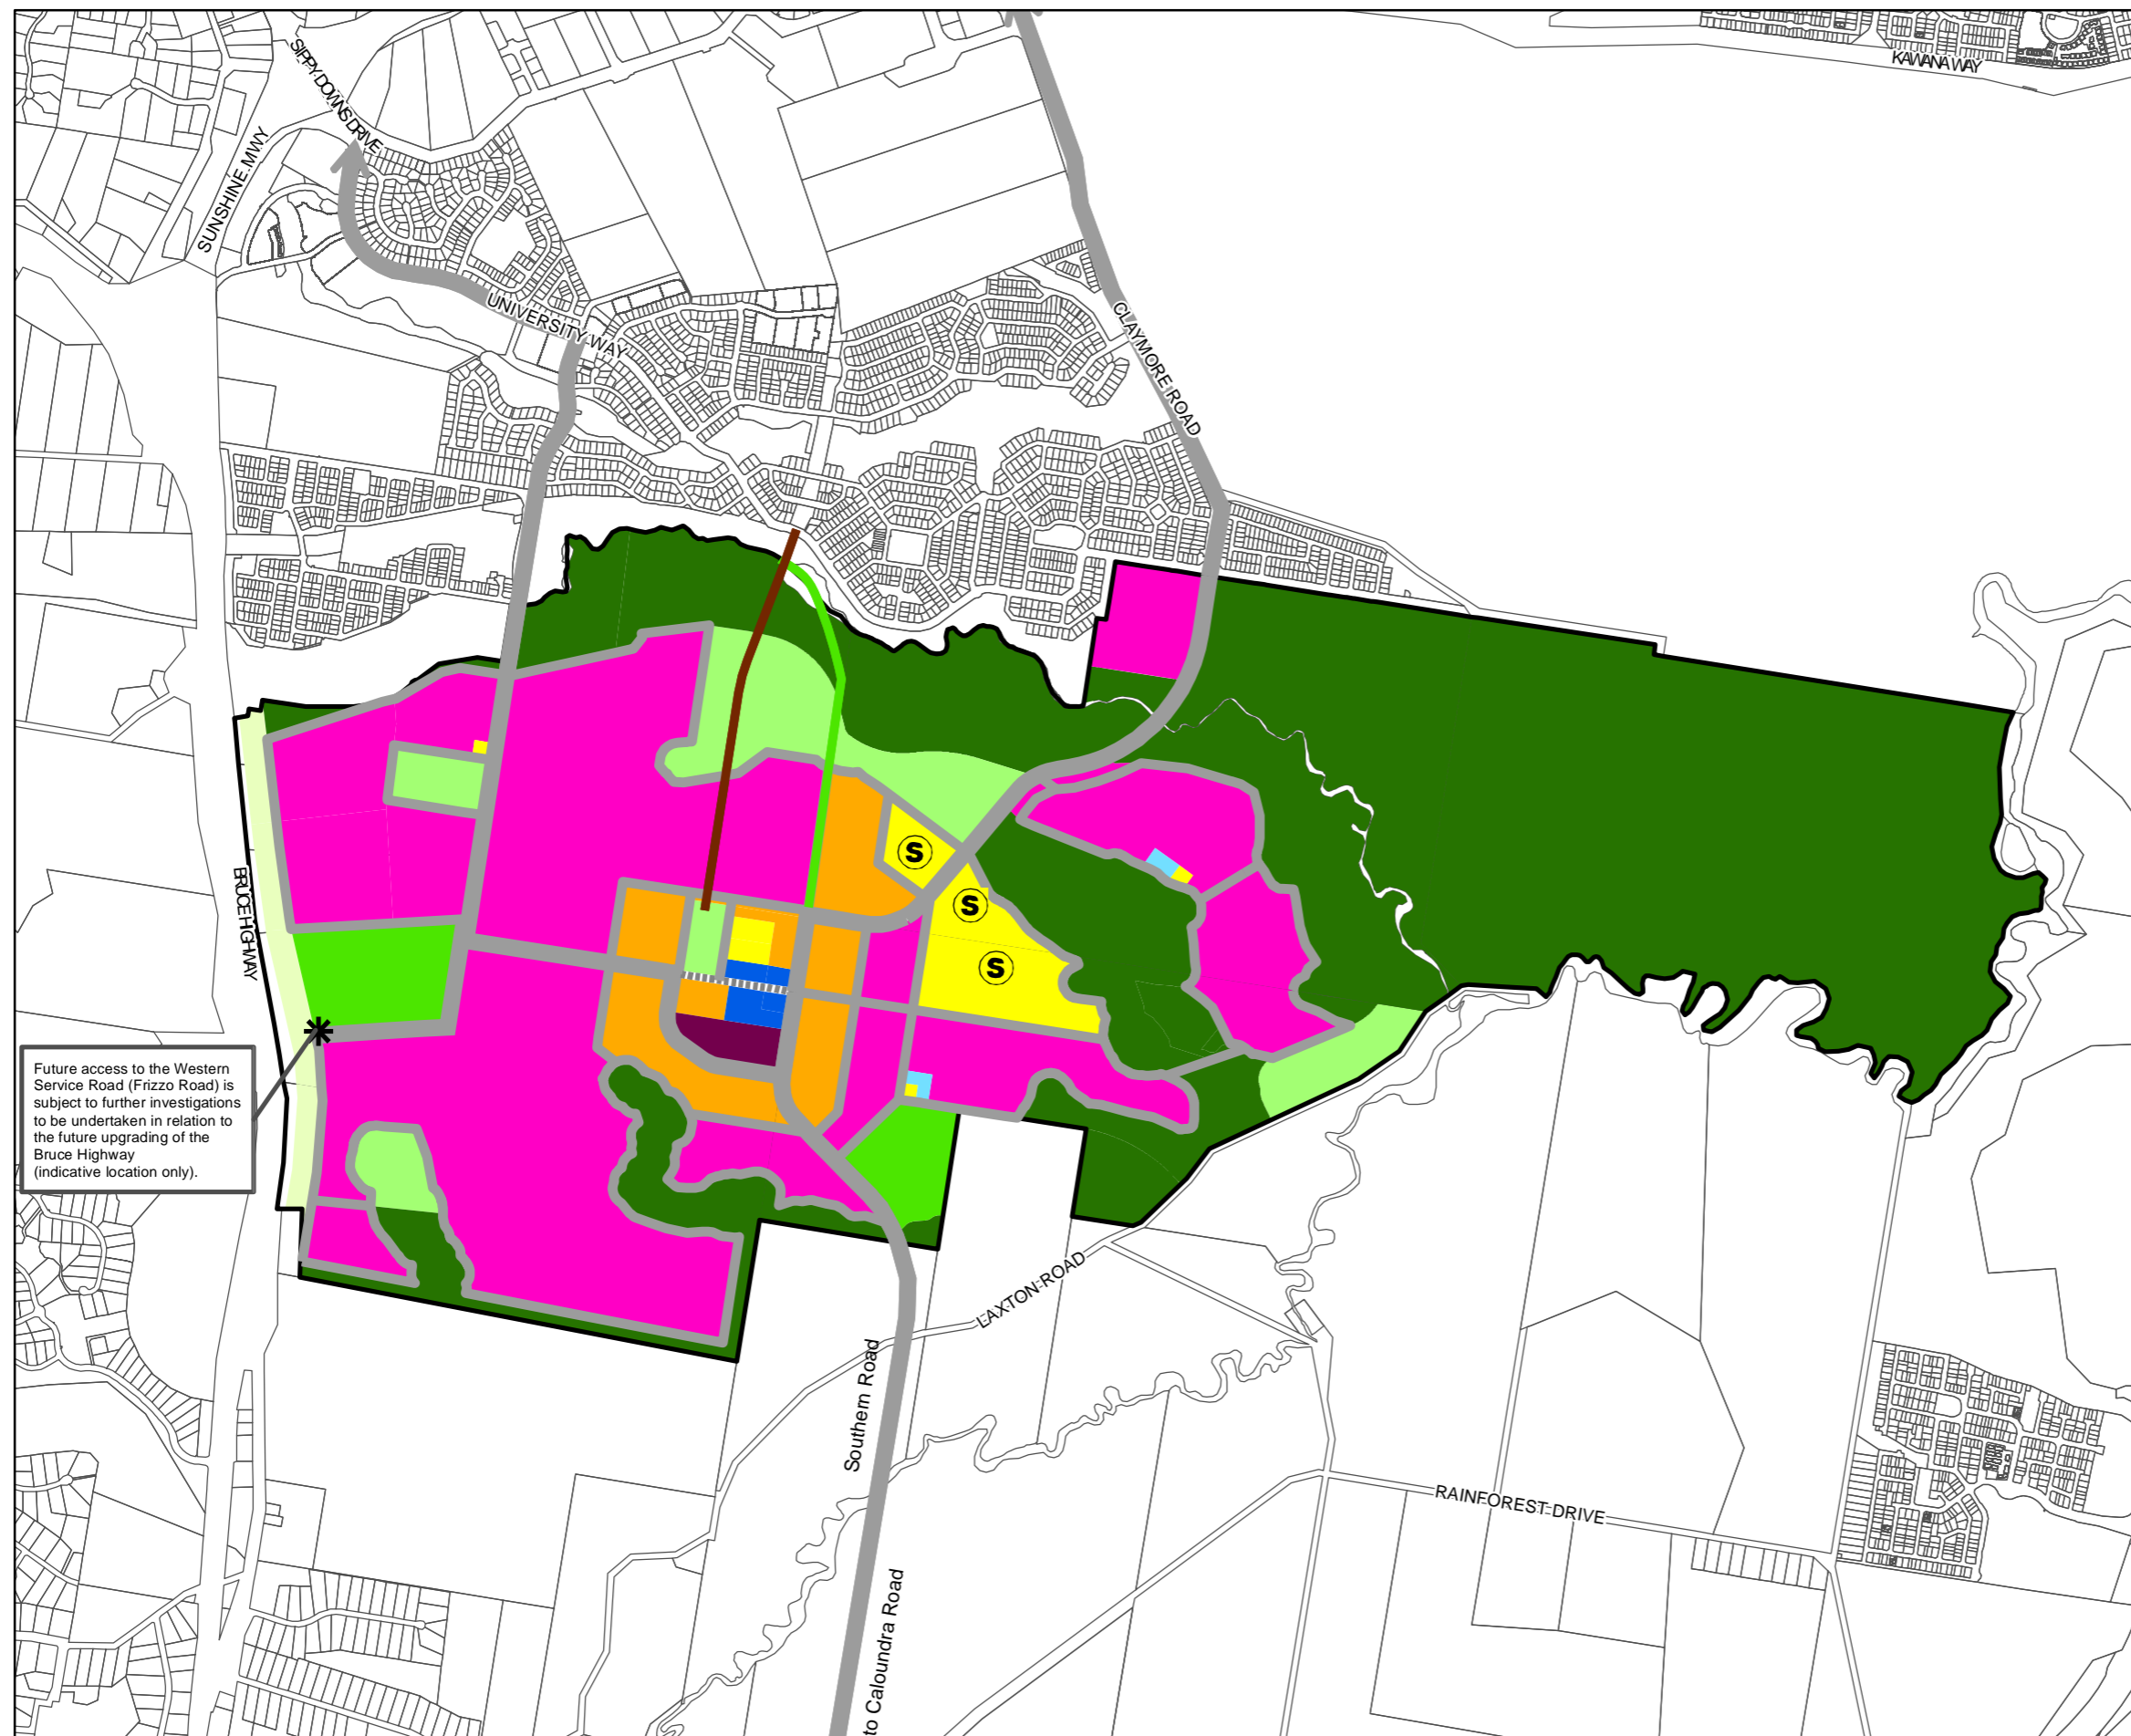 KAWANA WAY
SIPPY DOWNS DRIVE
SUNSHINE MWY
UNIVERSITY WAY
CLAYMORE ROAD
S
S
S
BRUCE HIGHWAY
Future access to the Western
Service Road (Frizzo Road) is
subject to further investigations
to be undertaken in relation to
the future upgrading of the
Bruce Highway
(indicative location only).
LAXTON ROAD
Southern Road
RAINFOREST DRIVE
to Caloundra Road